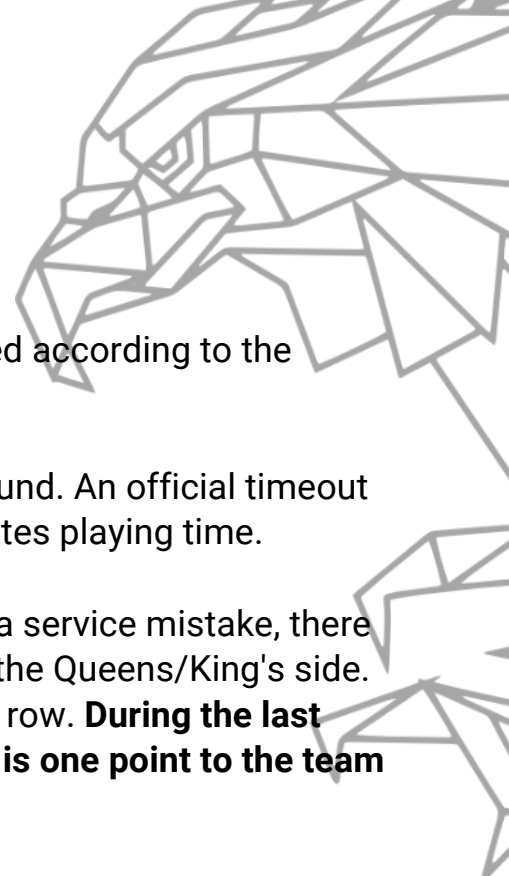 ed according to the
und. An official timeout
tes playing time.
a service mistake, there
the Queens/King's side.
row. During the last
is one point to the team